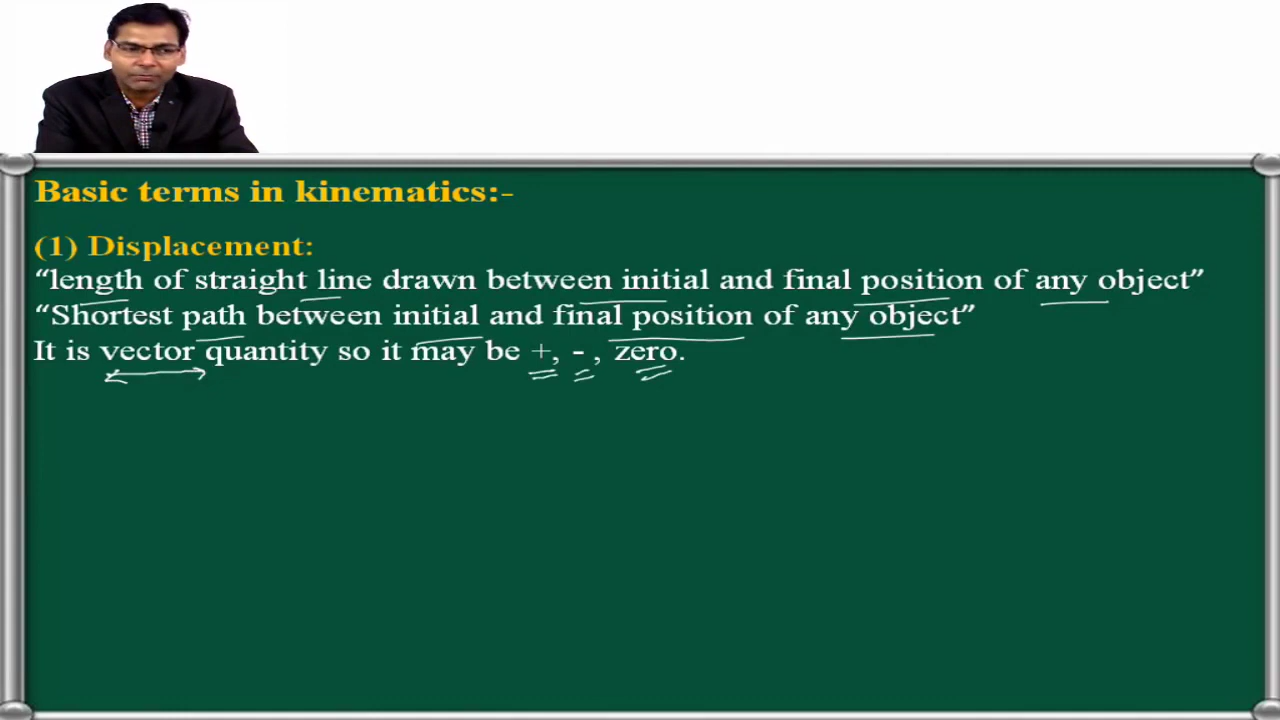 Basic terms in kinematics:-
(1) Displacement:
“length of straight line drawn between initial and final position of any object”
“Shortest path between initial and final position of any object”
It is vector quantity so it may be +, - , zero.